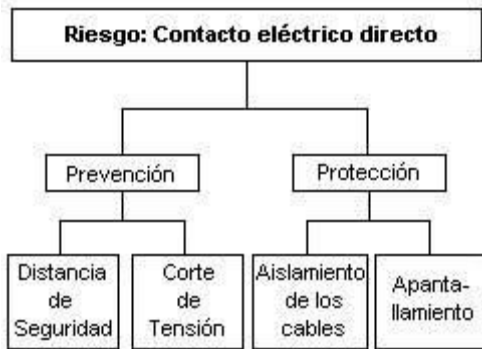 Riesgo: Contacto eléctrico directo
Prevención
Protección
Distancia
de
Seguridad
Corte
de
Tensión
Aislamiento
de los
cables
Apanta-
llamiento